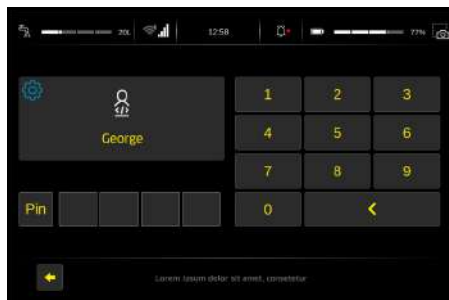 20L 12:58 77%
</>
George
1 2 3
4 5 6
7 8 9
Pin 0
Lorem ipsum dolor sit amet, consetetur